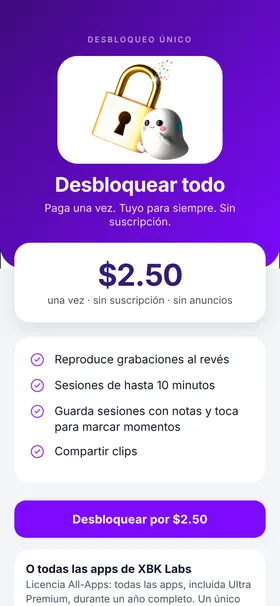 DESBLOQUEO ÚNICO
Desbloquear todo
Paga una vez. Tuyo para siempre. Sin
suscripción.
$2.50
una vez · sin suscripción · sin anuncios
Reproduce grabaciones al revés
Sesiones de hasta 10 minutos
Guarda sesiones con notas y toca
para marcar momentos
Compartir clips
Desbloquear por $2.50
O todas las apps de XBK Labs
Licencia All-Apps: todas las apps, incluida Ultra
Premium, durante un año completo. Un único